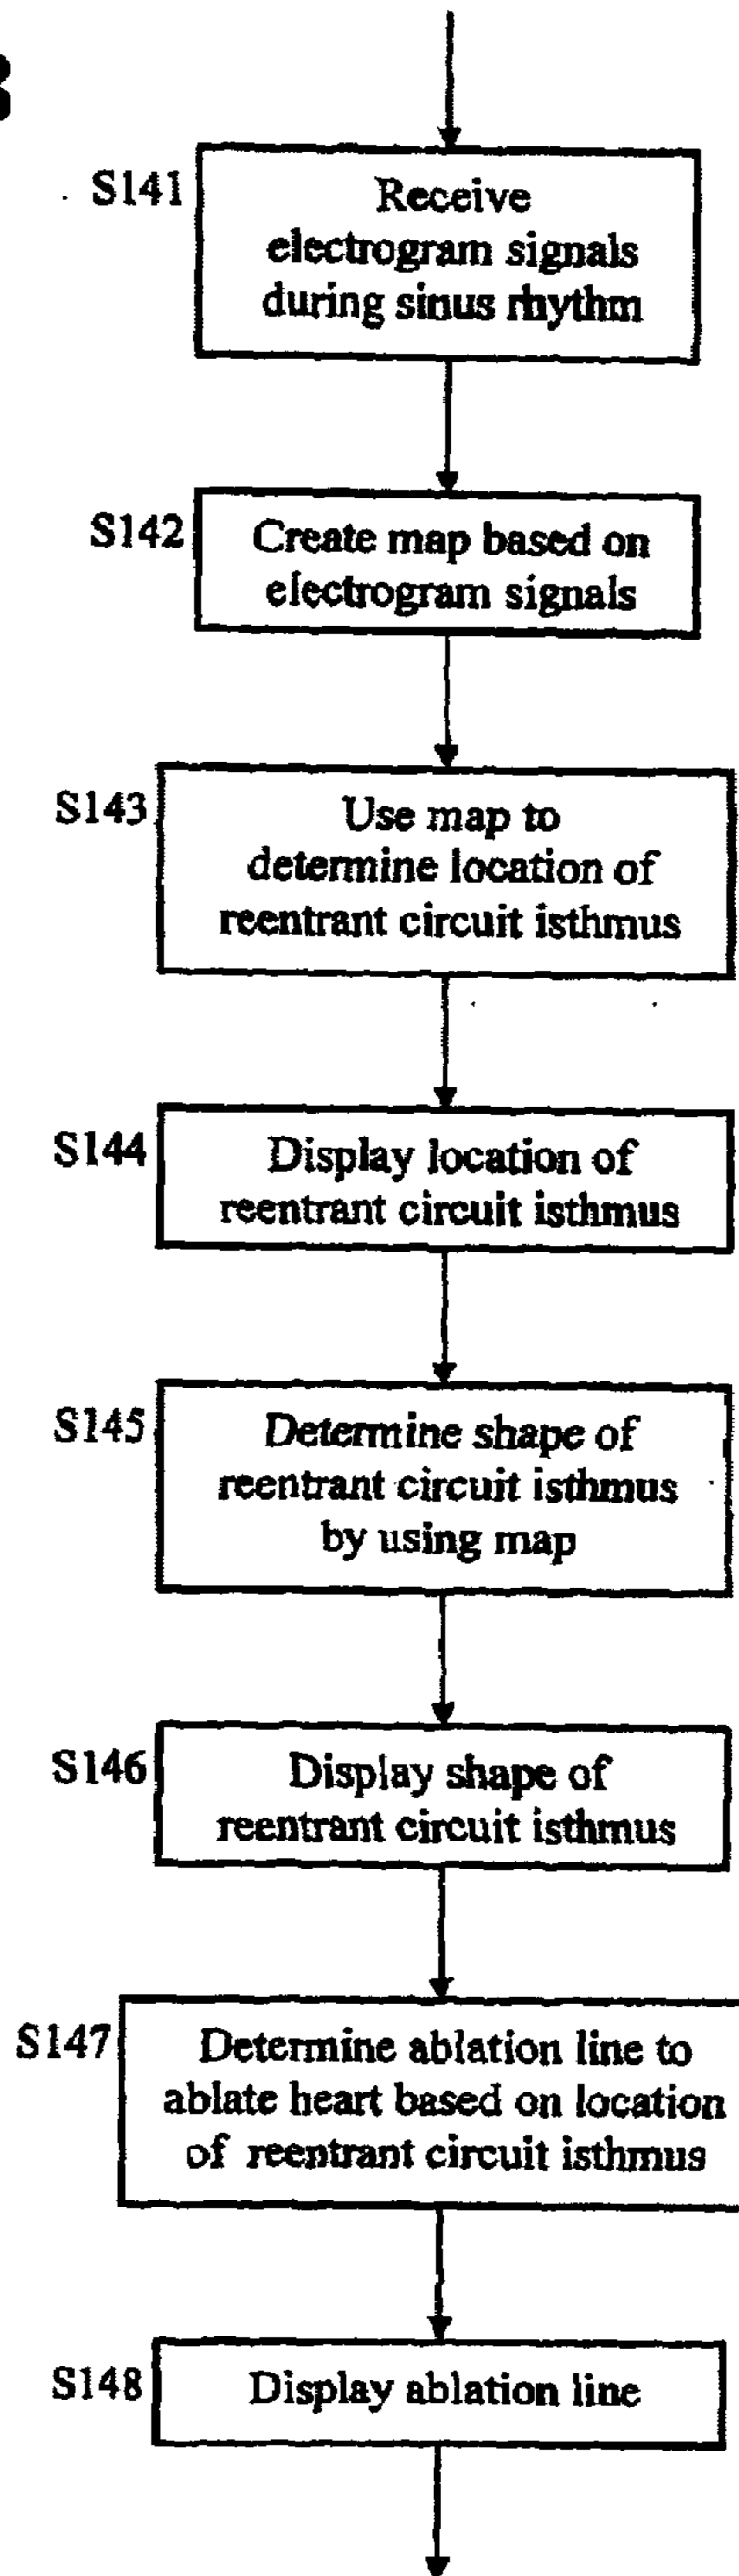 S141
Receive
electrogram signals
during sinus rhythm
S142
Create map based on
electrogram signals
S143
Use map to
determine location of
reentrant circuit isthmus
S144
Display location of
reentrant circuit isthmus
S145
Determine shape of
reentrant circuit isthmus
by using map
S146
Display shape of
reentrant circuit isthmus
S147
Determine ablation line to
ablate heart based on location
of reentrant circuit isthmus
S148
Display ablation line